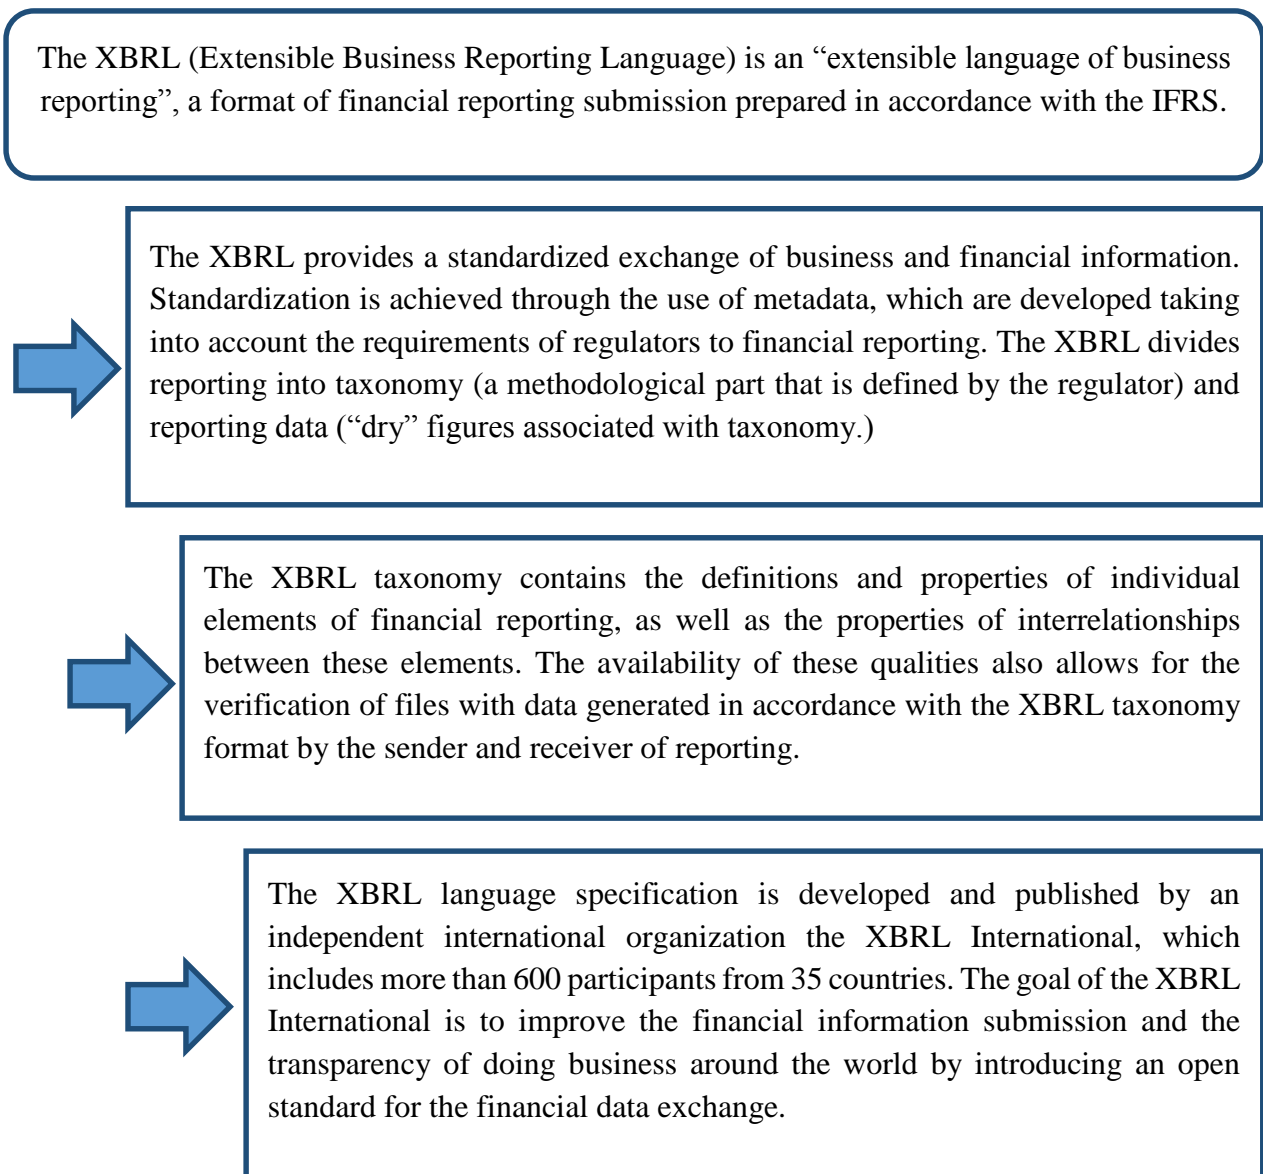 The XBRL (Extensible Business Reporting Language) is an “extensible language of business
reporting”, a format of financial reporting submission prepared in accordance with the IFRS.
The XBRL provides a standardized exchange of business and financial information.
Standardization is achieved through the use of metadata, which are developed taking
into account the requirements of regulators to financial reporting. The XBRL divides
reporting into taxonomy (a methodological part that is defined by the regulator) and
reporting data (“dry” figures associated with taxonomy.)
The XBRL taxonomy contains the definitions and properties of individual
elements of financial reporting, as well as the properties of interrelationships
between these elements. The availability of these qualities also allows for the
verification of files with data generated in accordance with the XBRL taxonomy
format by the sender and receiver of reporting.
The XBRL language specification is developed and published by an
independent international organization the XBRL International, which
includes more than 600 participants from 35 countries. The goal of the XBRL
International is to improve the financial information submission and the
transparency of doing business around the world by introducing an open
standard for the financial data exchange.